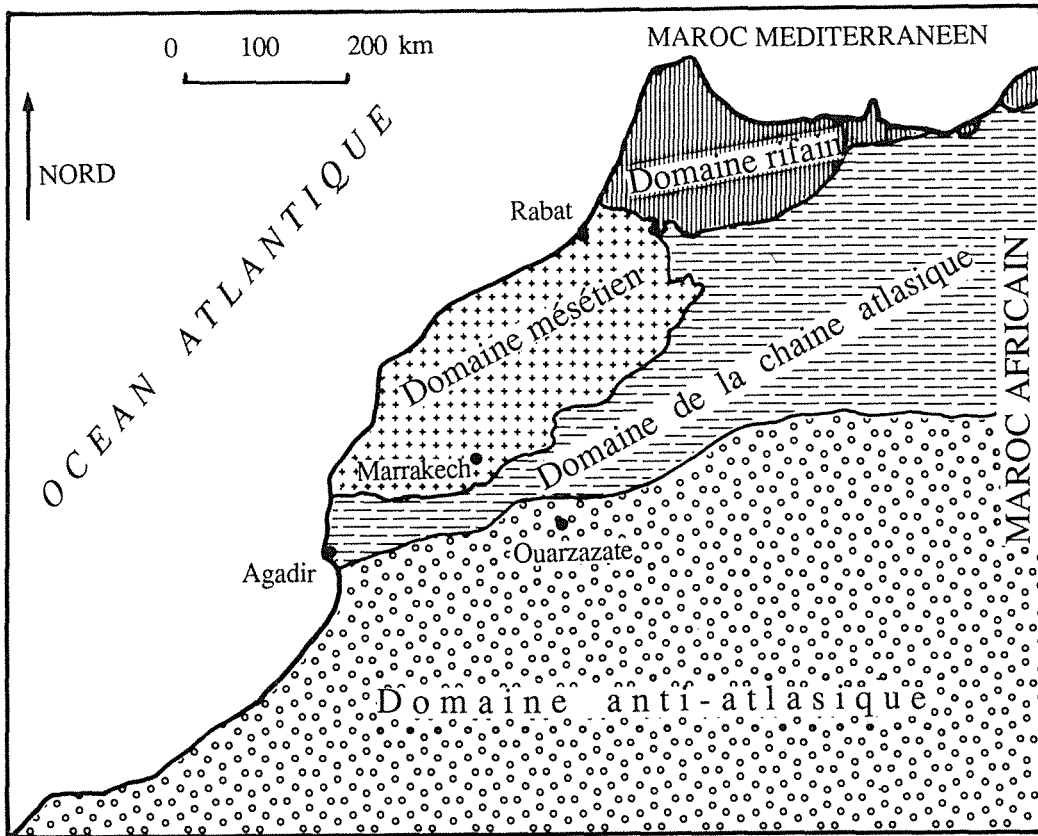 0 100 200 km
MAROC MEDITERRANEEN
NORD
OCEAN ATLANTIQUE
Domaine rifain
Rabat
Domaine mésétien
Domaine de la chaine atlasique
MAROC AFRICAIN
Marrakech
Ouarzazate
Agadir
Domaine anti-atlasique